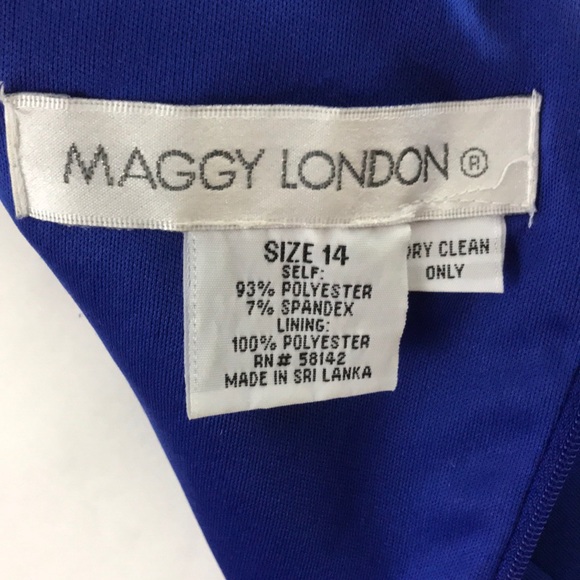 MAGGY LONDON ®
SIZE 14
SELF:
93% POLYESTER
7% SPANDEX
LINING:
100% POLYESTER
RN# 58142
MADE IN SRI LANKA
DRY CLEAN
ONLY